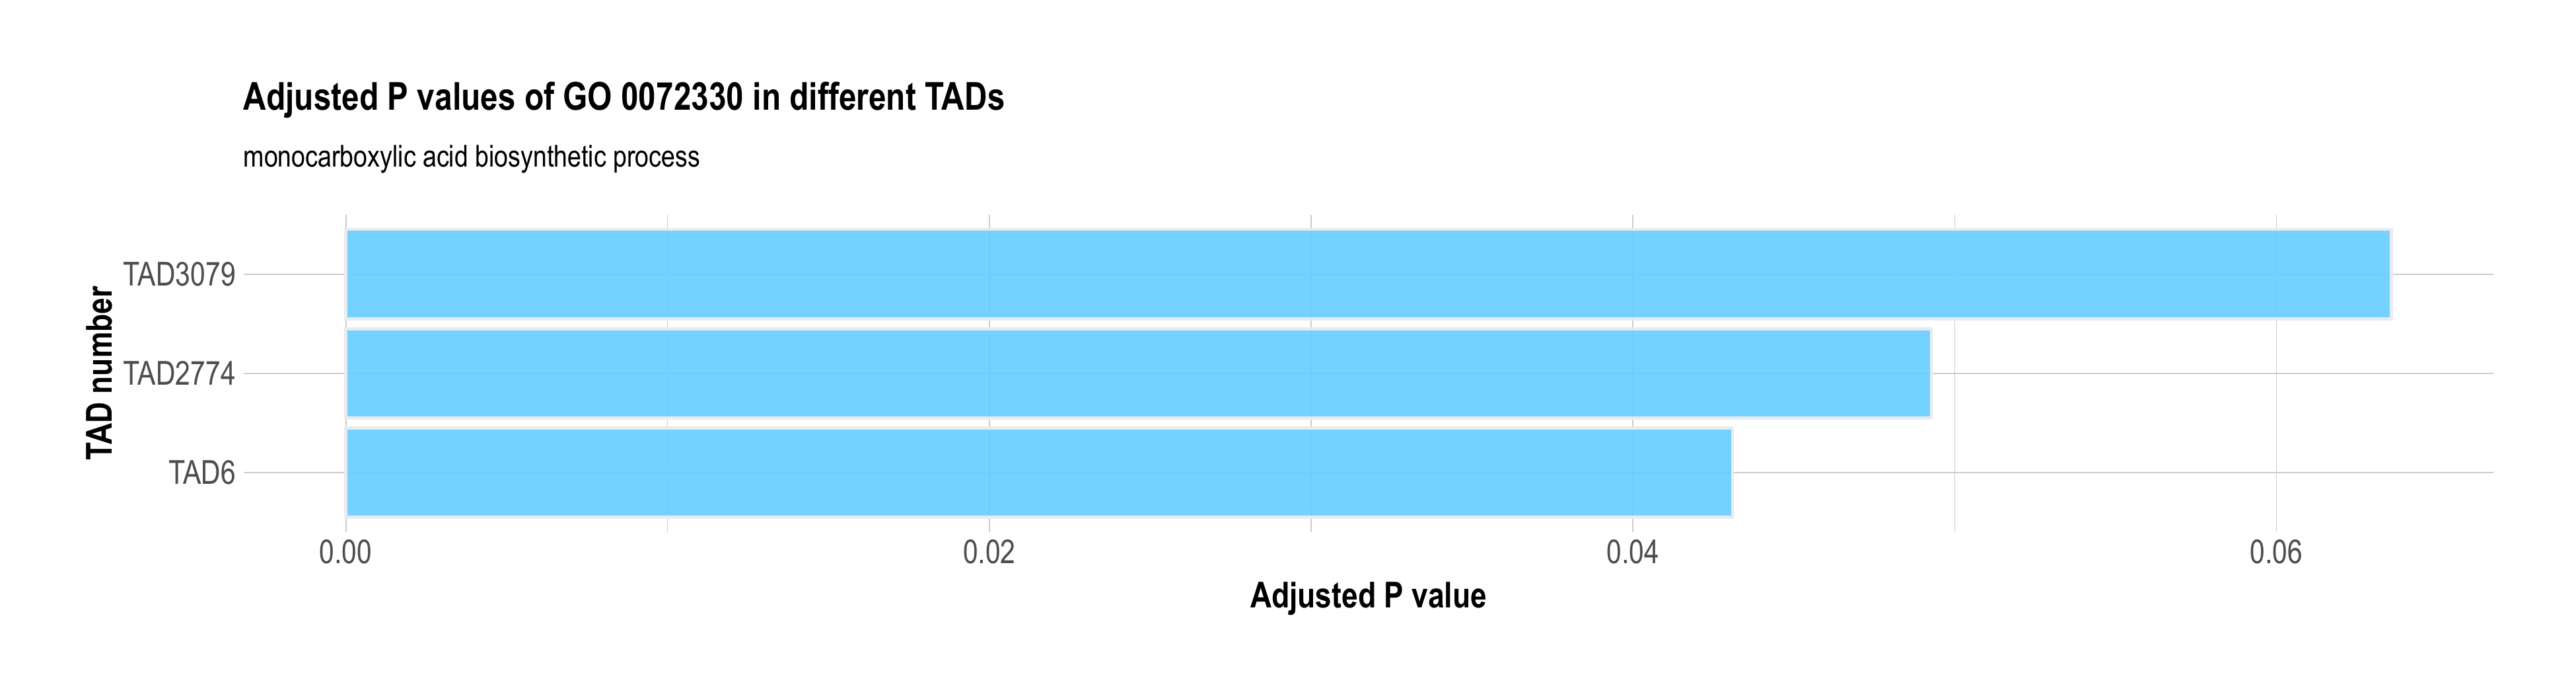 Adjusted P values of GO 0072330 in different TADs
monocarboxylic acid biosynthetic process
TAD number
TAD3079
TAD2774
TAD6
0.00 0.02 0.04 0.06
Adjusted P value